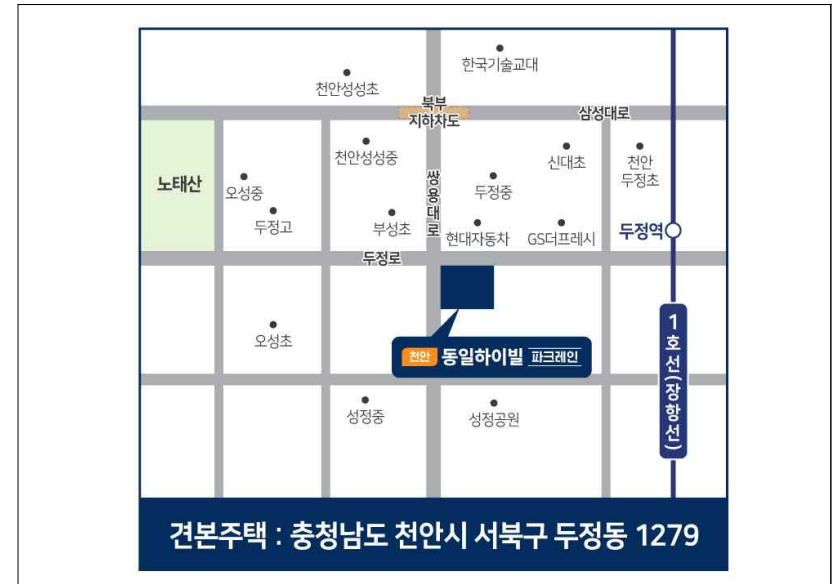 한국기술교대
천안성성초
북부
지하차도
삼성대로
천안성성중
신대초
천안
두정초
노태산
오성중
쌍용대로
두정중
두정고
부성초
현대자동차
GS더프레시
두정역
두정로
오성초
천안 동일하이빌 파크레인
1호선(장항선)
성정중
성정공원
견본주택 : 충청남도 천안시 서북구 두정동 1279